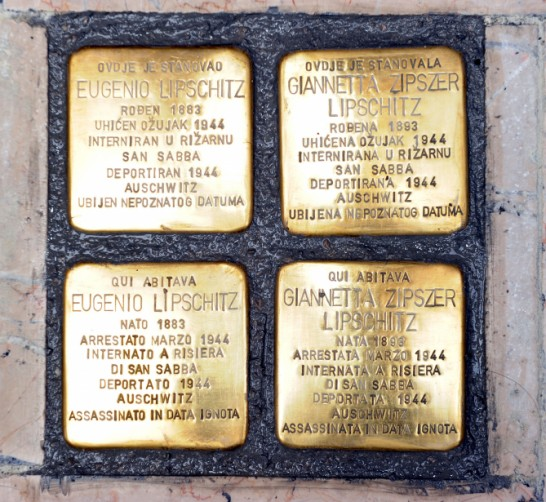 OVDJE JE STANOVAO
EUGENIO LIPSCHITZ
ROĐEN 1883
UHIĆEN OŽUJAK 1944
INTERNIRAN U RIŽARNU
SAN SABBA
DEPORTIRAN 1944
AUSCHWITZ
UBIJEN NEPOZNATOG DATUMA
OVDJE JE STANOVALA
GIANNETTA ZIPSZER
LIPSCHITZ
ROĐENA 1893
UHIĆENA OŽUJAK 1944
INTERNIRANA U RIŽARNU
SAN SABBA
DEPORTIRANA 1944
AUSCHWITZ
UBIJENA NEPOZNATOG DATUMA
QUI ABITAVA
EUGENIO LIPSCHITZ
NATO 1883
ARRESTATO MARZO 1944
INTERNATO A RISIERA
DI SAN SABBA
DEPORTATO 1944
AUSCHWITZ
ASSASSINATO IN DATA IGNOTA
QUI ABITAVA
GIANNETTA ZIPSZER
LIPSCHITZ
NATA 1893
ARRESTATA MARZO 1944
INTERNATA A RISIERA
DI SAN SABBA
DEPORTATA 1944
AUSCHWITZ
ASSASSINATA IN DATA IGNOTA